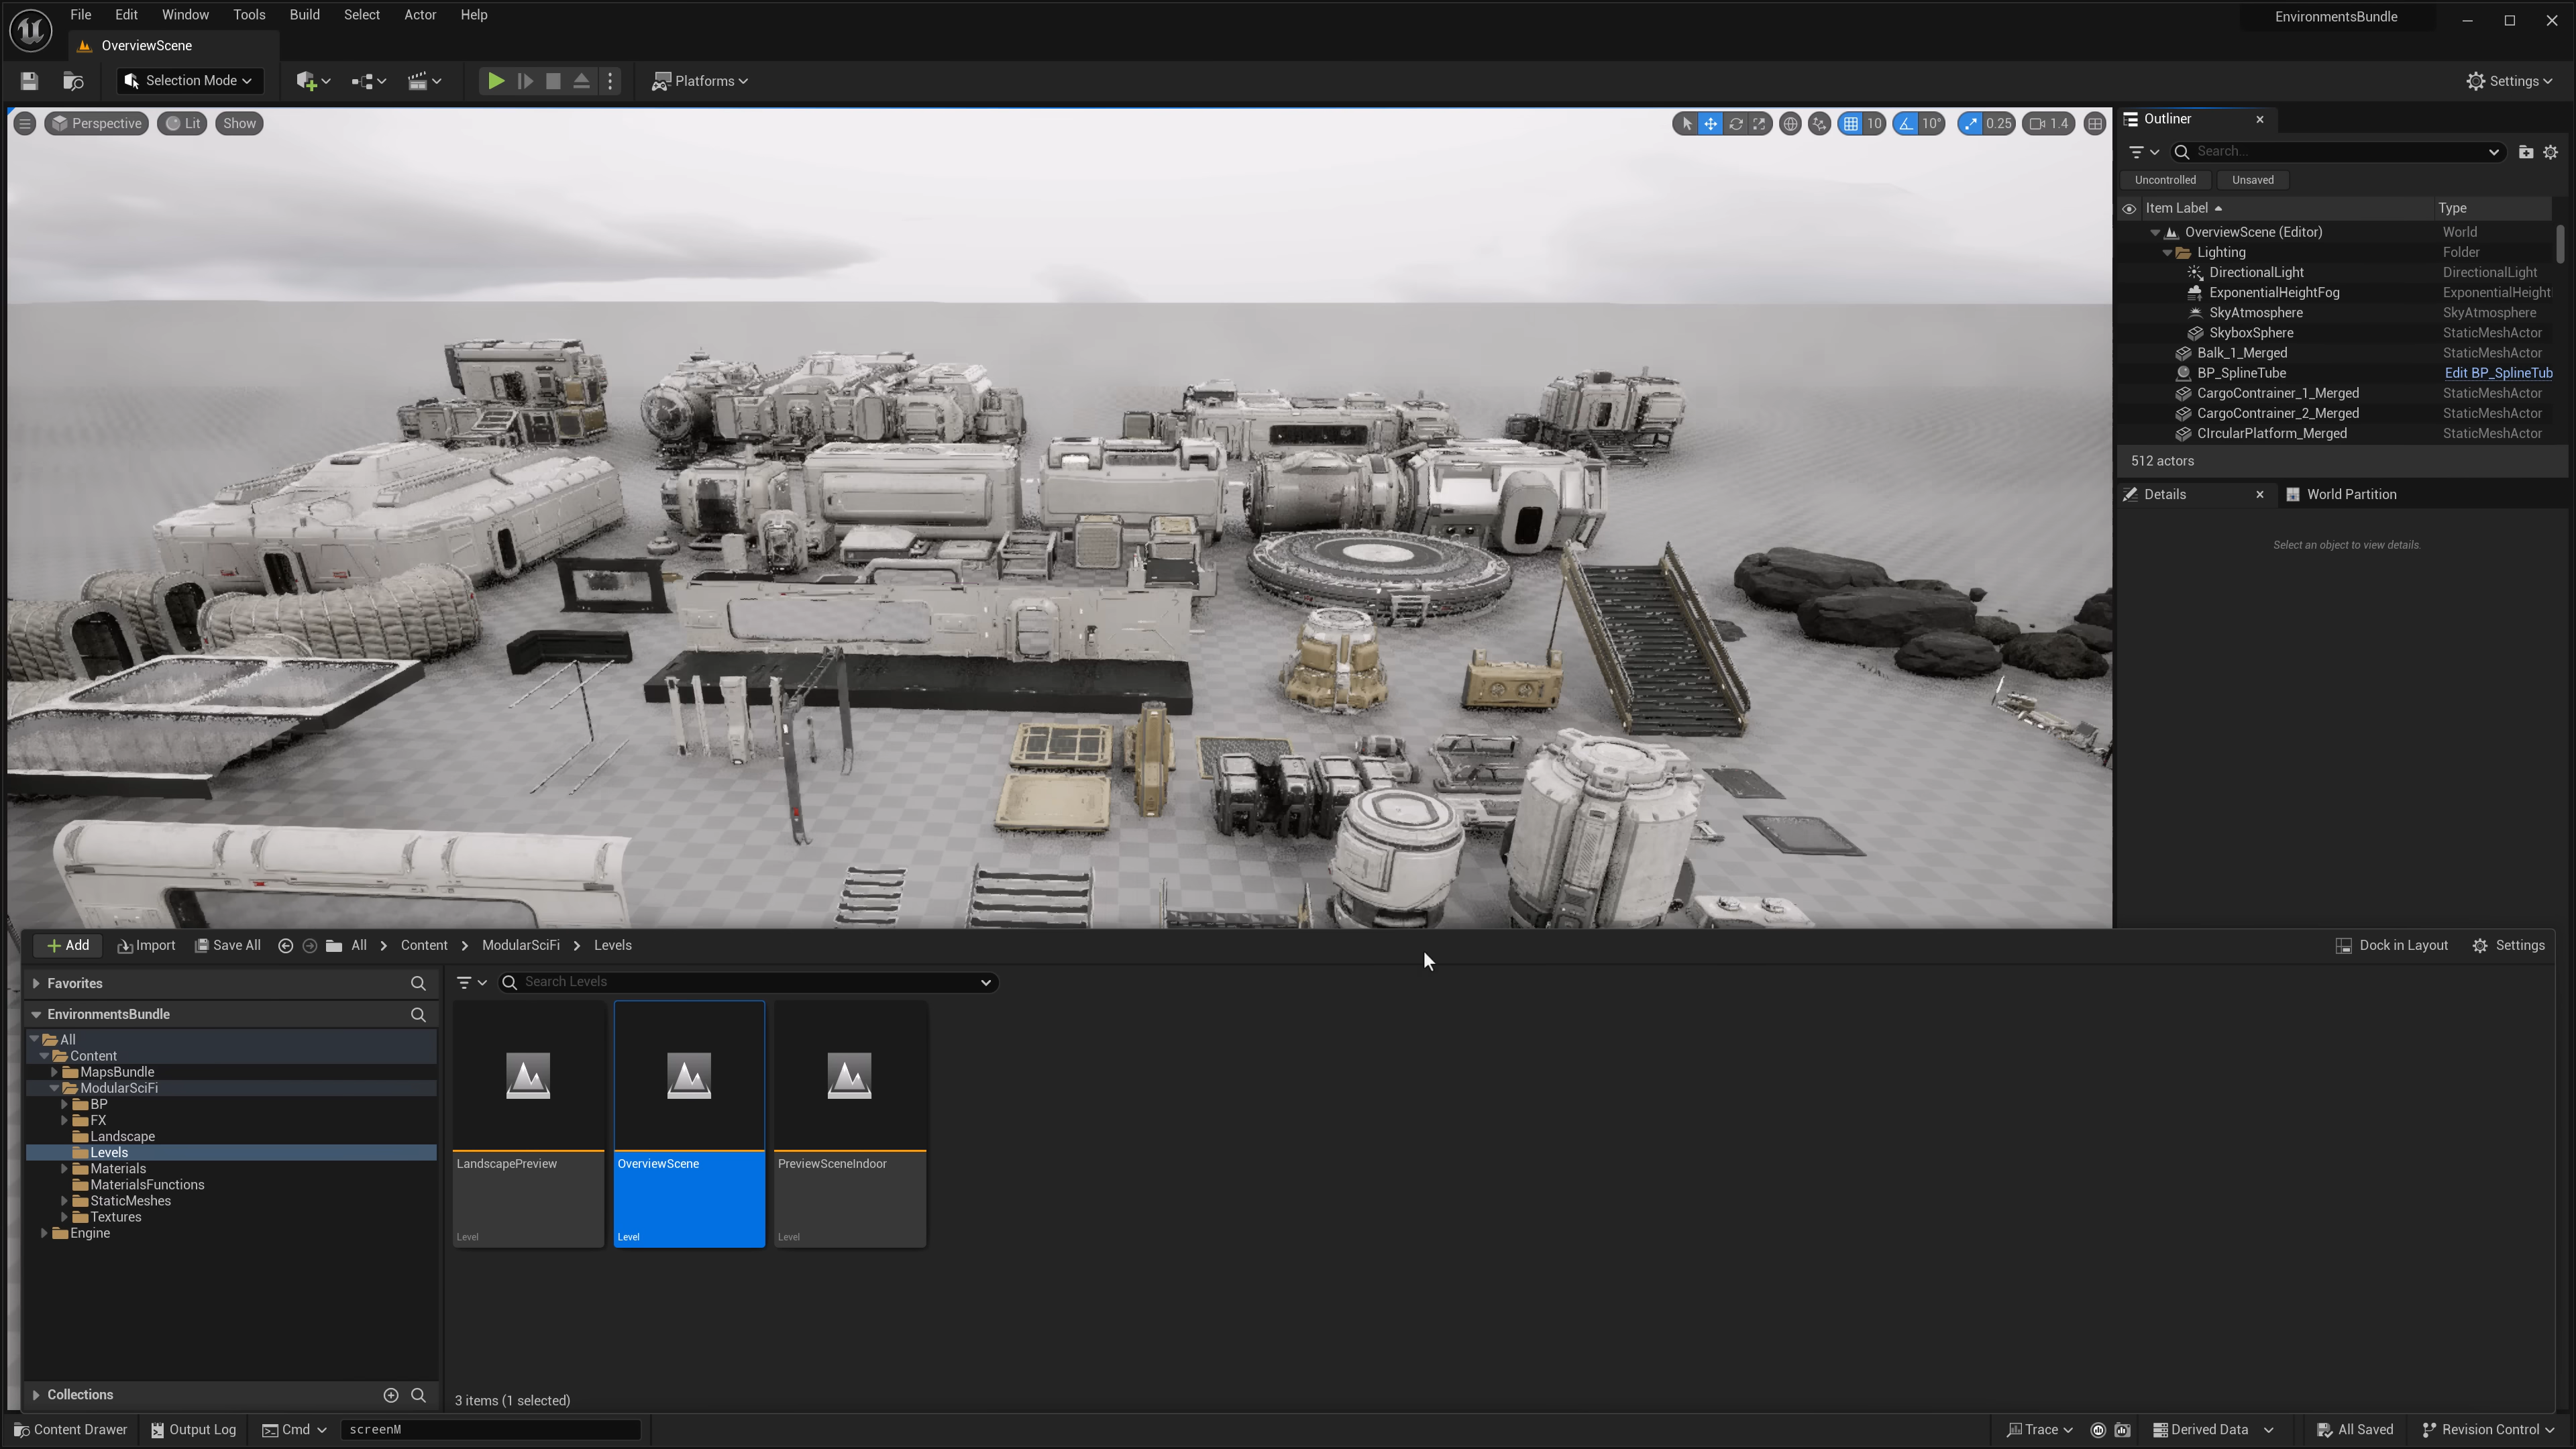 File Edit Window Tools Build Select Actor Help
EnvironmentsBundle
OverviewScene
Selection Mode
Platforms
Settings
Perspective Lit Show
10 10° 0.25 1.4
Outliner
Search...
Uncontrolled Unsaved
Item Label Type
OverviewScene (Editor) World
Lighting Folder
DirectionalLight DirectionalLight
ExponentialHeightFog ExponentialHeight
SkyAtmosphere SkyAtmosphere
SkyboxSphere StaticMeshActor
Balk_1_Merged StaticMeshActor
BP_SplineTube Edit BP_SplineTub
CargoContrainer_1_Merged StaticMeshActor
CargoContrainer_2_Merged StaticMeshActor
CIrcularPlatform_Merged StaticMeshActor
512 actors
Details World Partition
Select an object to view details.
Add Import Save All All Content ModularSciFi Levels
Dock in Layout Settings
Favorites
Search Levels
EnvironmentsBundle
All
Content
MapsBundle
ModularSciFi
BP
FX
Landscape
Levels
Materials
MaterialsFunctions
StaticMeshes
Textures
Engine
Collections
LandscapePreview
Level
OverviewScene
Level
PreviewSceneIndoor
Level
3 items (1 selected)
Content Drawer Output Log Cmd screenM
Trace Derived Data All Saved Revision Control